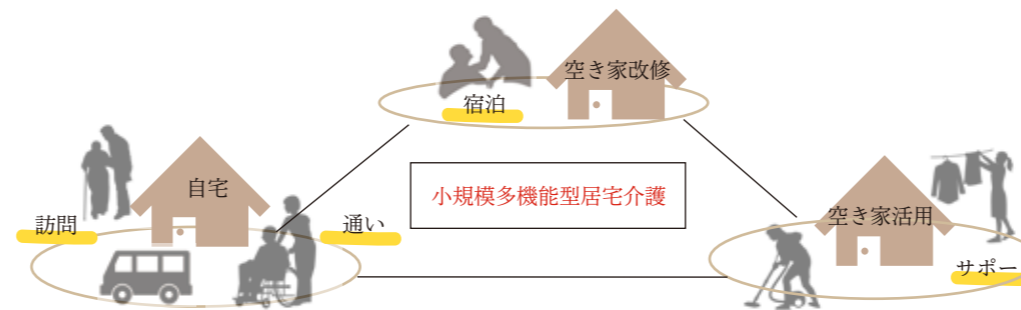 空き家改修
宿泊
自宅
小規模多機能型居宅介護
訪問
通い
空き家活用
サポー